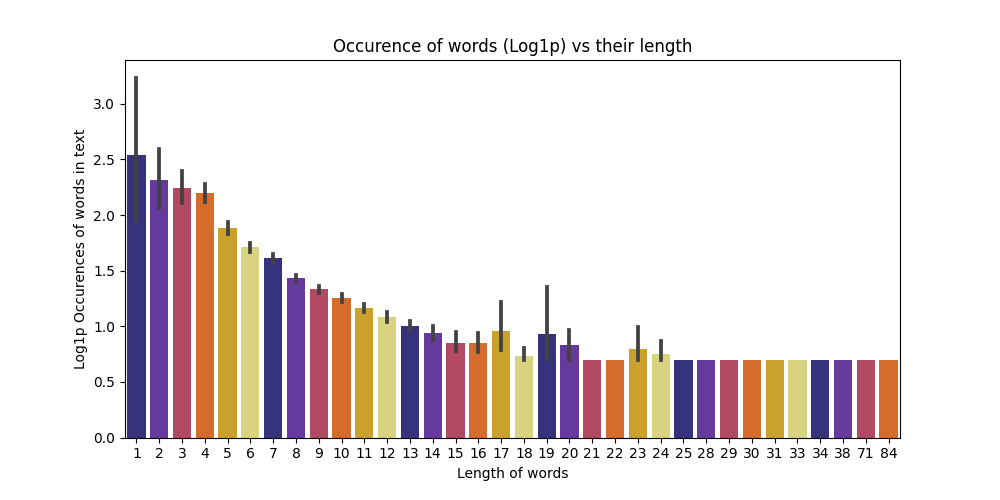 Occurence of words (Log1p) vs their length
Log1p Occurences of words in text
3.0
2.5
2.0
1.5
1.0
0.5
0.0
1 2 3 4 5 6 7 8 9 10 11 12 13 14 15 16 17 18 19 20 21 22 23 24 25 28 29 30 31 33 34 38 71 84
Length of words